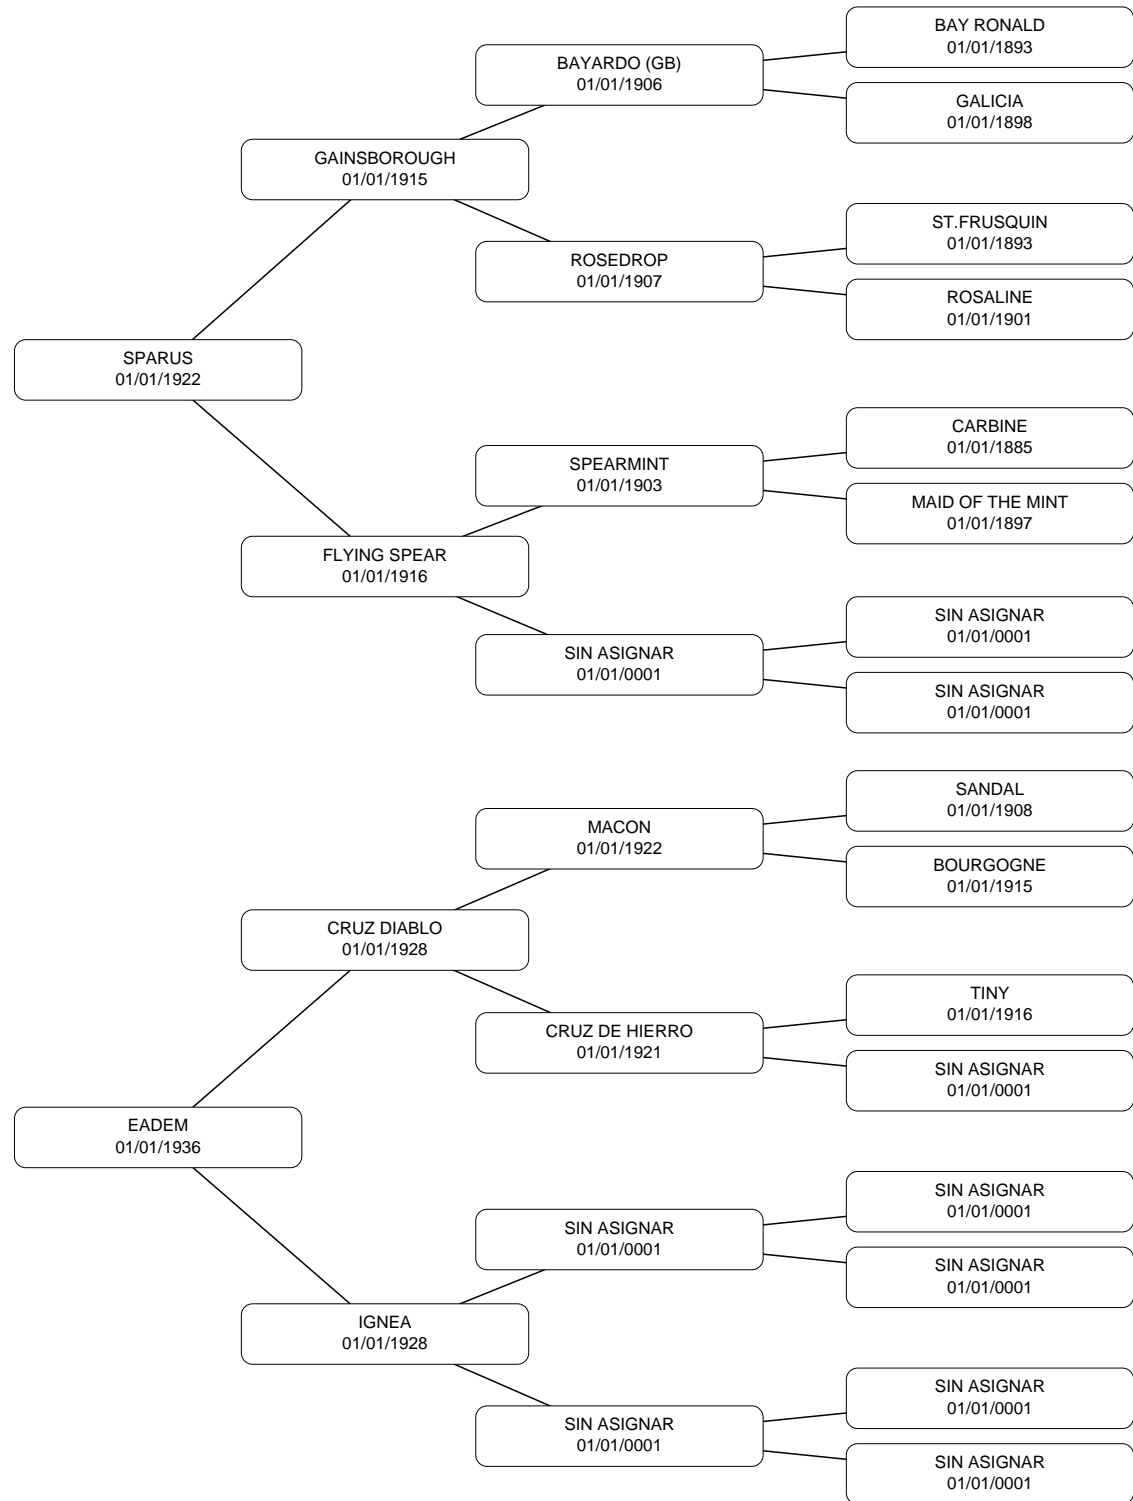 BAY RONALD
01/01/1893
BAYARDO (GB)
01/01/1906
GALICIA
01/01/1898
GAINSBOROUGH
01/01/1915
ST.FRUSQUIN
01/01/1893
ROSEDROP
01/01/1907
ROSALINE
01/01/1901
SPARUS
01/01/1922
CARBINE
01/01/1885
SPEARMINT
01/01/1903
MAID OF THE MINT
01/01/1897
FLYING SPEAR
01/01/1916
SIN ASIGNAR
01/01/0001
SIN ASIGNAR
01/01/0001
SIN ASIGNAR
01/01/0001
SANDAL
01/01/1908
MACON
01/01/1922
BOURGOGNE
01/01/1915
CRUZ DIABLO
01/01/1928
TINY
01/01/1916
CRUZ DE HIERRO
01/01/1921
SIN ASIGNAR
01/01/0001
EADEM
01/01/1936
SIN ASIGNAR
01/01/0001
SIN ASIGNAR
01/01/0001
SIN ASIGNAR
01/01/0001
IGNEA
01/01/1928
SIN ASIGNAR
01/01/0001
SIN ASIGNAR
01/01/0001
SIN ASIGNAR
01/01/0001